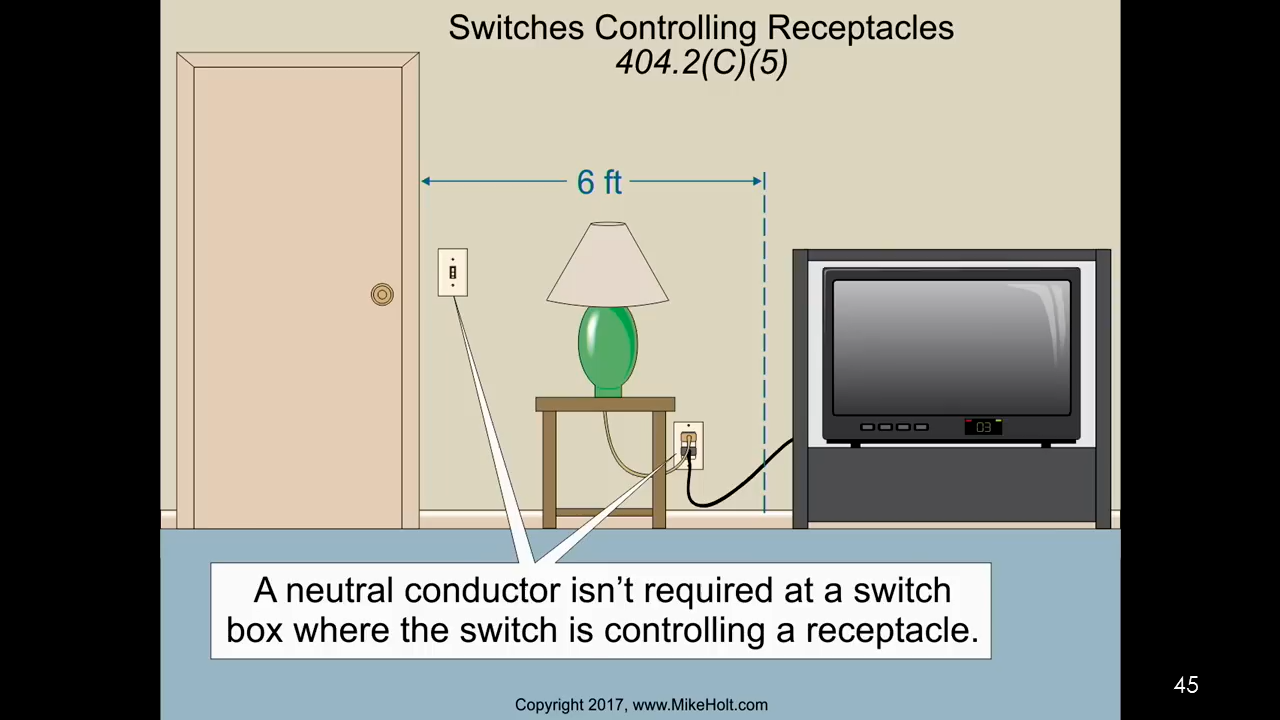 Switches Controlling Receptacles
404.2(C)(5)
6 ft
03
A neutral conductor isn't required at a switch
box where the switch is controlling a receptacle.
45
Copyright 2017, www.MikeHolt.com